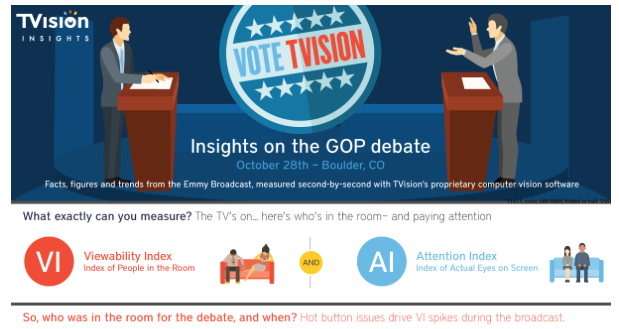 TVision
INSIGHTS
VOTE TVISION
Insights on the GOP debate
October 28th – Boulder, CO
Facts, figures and trends from the Emmy Broadcast, measured second-by-second with TVision's proprietary computer vision software
What exactly can you measure? The TV's on... here's who's in the room– and paying attention
VI
Viewability Index
Index of People in the Room
AND
AI
Attention Index
Index of Actual Eyes on Screen
So, who was in the room for the debate, and when? Hot button issues drive VI spikes during the broadcast.